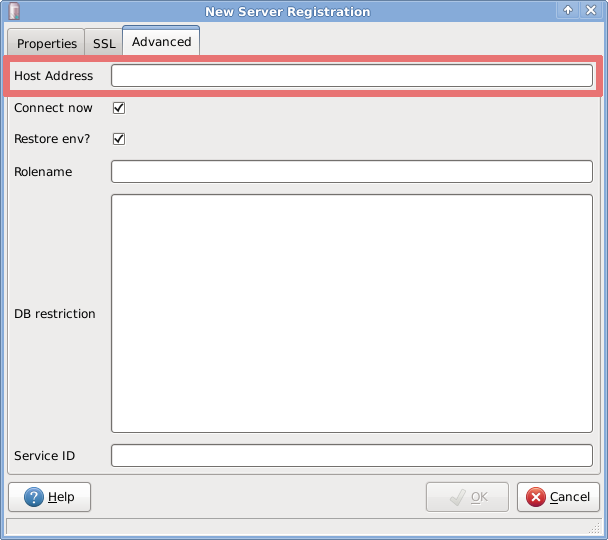 New Server Registration
Properties SSL Advanced
Host Address
Connect now
Restore env?
Rolename
DB restriction
Service ID
Help OK Cancel